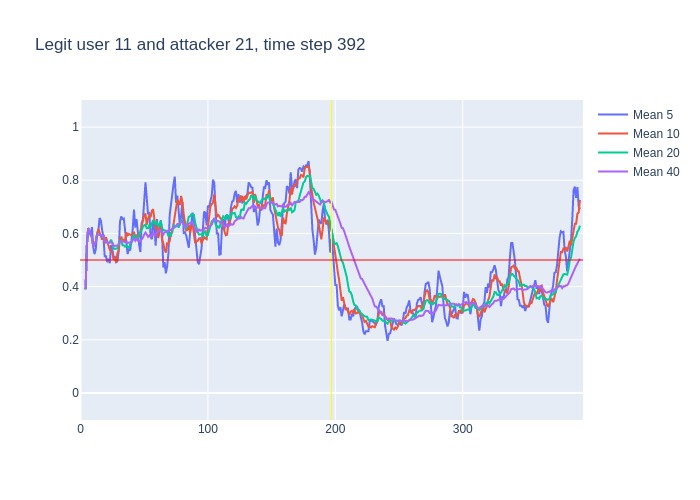 Legit user 11 and attacker 21, time step 392
Mean 5
Mean 10
Mean 20
Mean 40
1
0.8
0.6
0.4
0.2
0
0 100 200 300